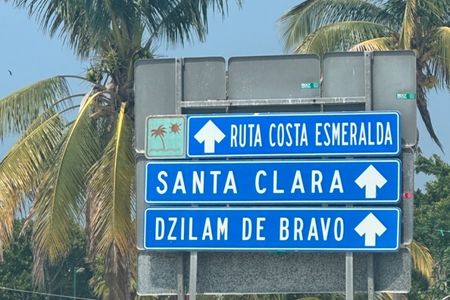 RUTA COSTA ESMERALDA
SANTA CLARA
DZILAM DE BRAVO